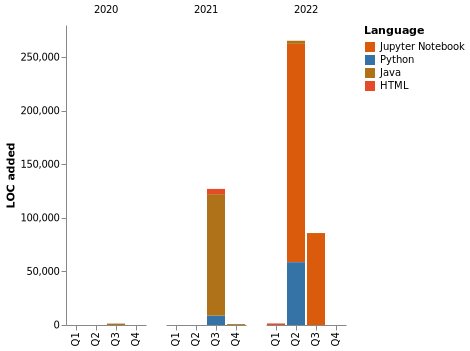 2020 2021 2022
Language
Jupyter Notebook
Python
Java
HTML
LOC added
250,000
200,000
150,000
100,000
50,000
0
Q1 Q2 Q3 Q4 Q1 Q2 Q3 Q4 Q1 Q2 Q3 Q4